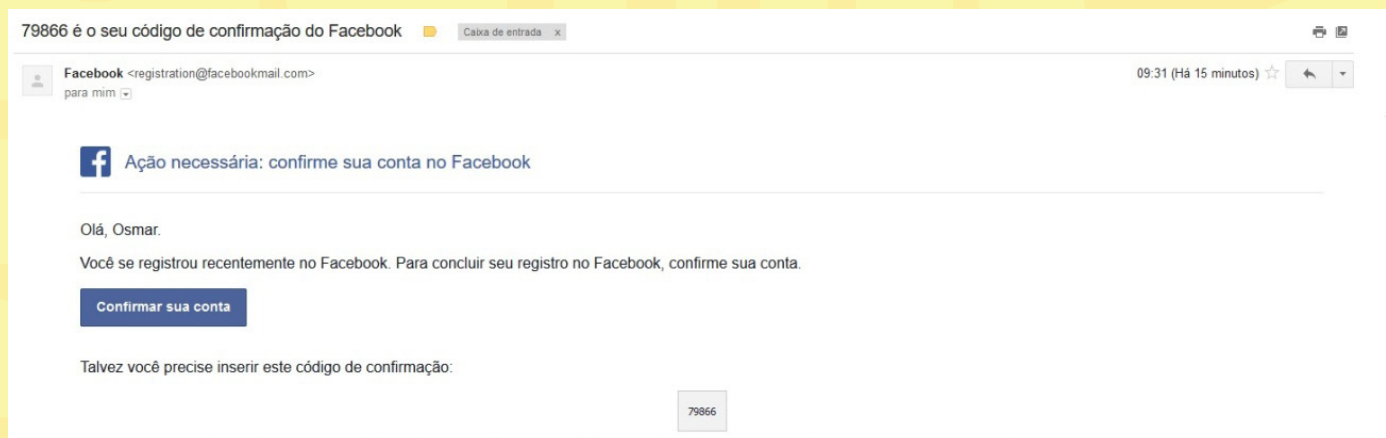 79866 é o seu código de confirmação do Facebook Caixa de entrada x
Facebook <registration@facebookmail.com> 09:31 (Há 15 minutos)
para mim
f Ação necessária: confirme sua conta no Facebook
Olá, Osmar.
Você se registrou recentemente no Facebook. Para concluir seu registro no Facebook, confirme sua conta.
Confirmar sua conta
Talvez você precise inserir este código de confirmação:
79866